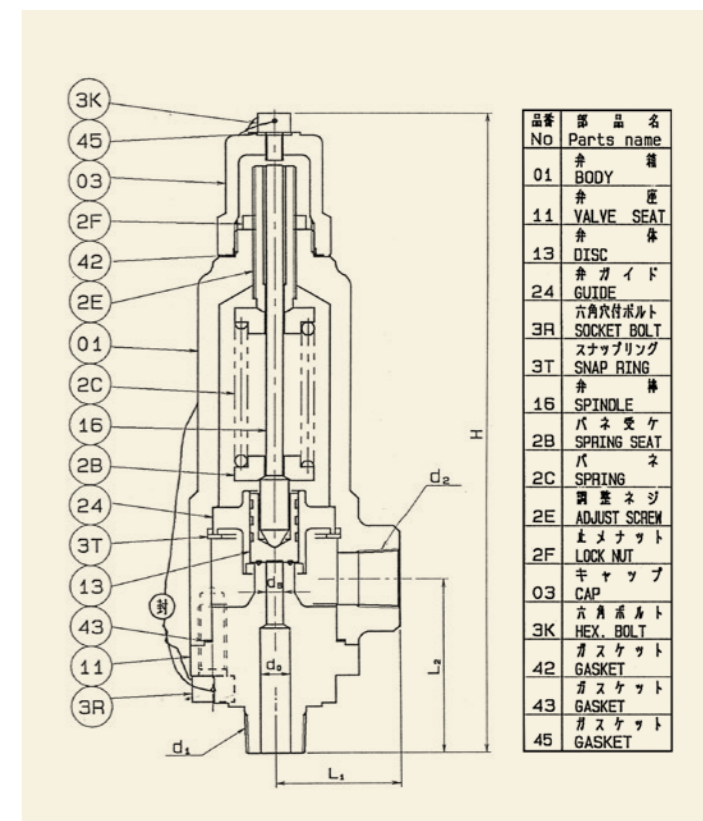 3K
45
03
2F
42
2E
01
2C
16
2B
24
3T
13
封
43
11
3R
H
d₂
dₛ
d₀
L₂
d₁
L₁
品番 部品名
No Parts name
弁箱
01 BODY
弁座
11 VALVE SEAT
弁体
13 DISC
弁ガイド
24 GUIDE
六角穴付ボルト
3R SOCKET BOLT
スナップリング
3T SNAP RING
弁棒
16 SPINDLE
バネ受ケ
2B SPRING SEAT
バネ
2C SPRING
調整ネジ
2E ADJUST SCREW
止メナット
2F LOCK NUT
キャップ
03 CAP
六角ボルト
3K HEX. BOLT
ガスケット
42 GASKET
ガスケット
43 GASKET
ガスケット
45 GASKET